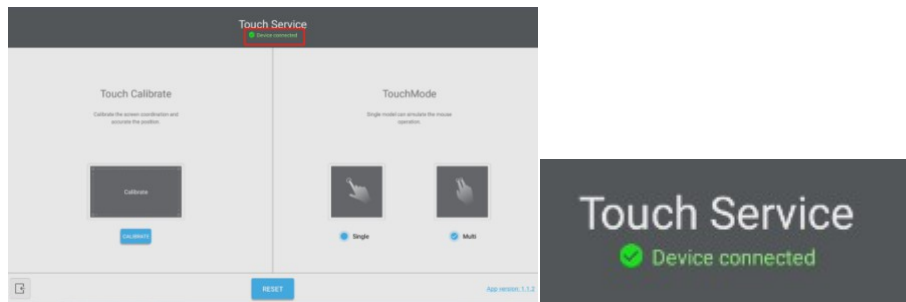 Touch Service
Device connected
Touch Calibrate
Calibrate the screen coordination and
accurate the position.
Calibrate
CALIBRATE
TouchMode
Single model can simulate the mouse
operation.
Single
Multi
RESET
App version:1.1.2
Touch Service
Device connected